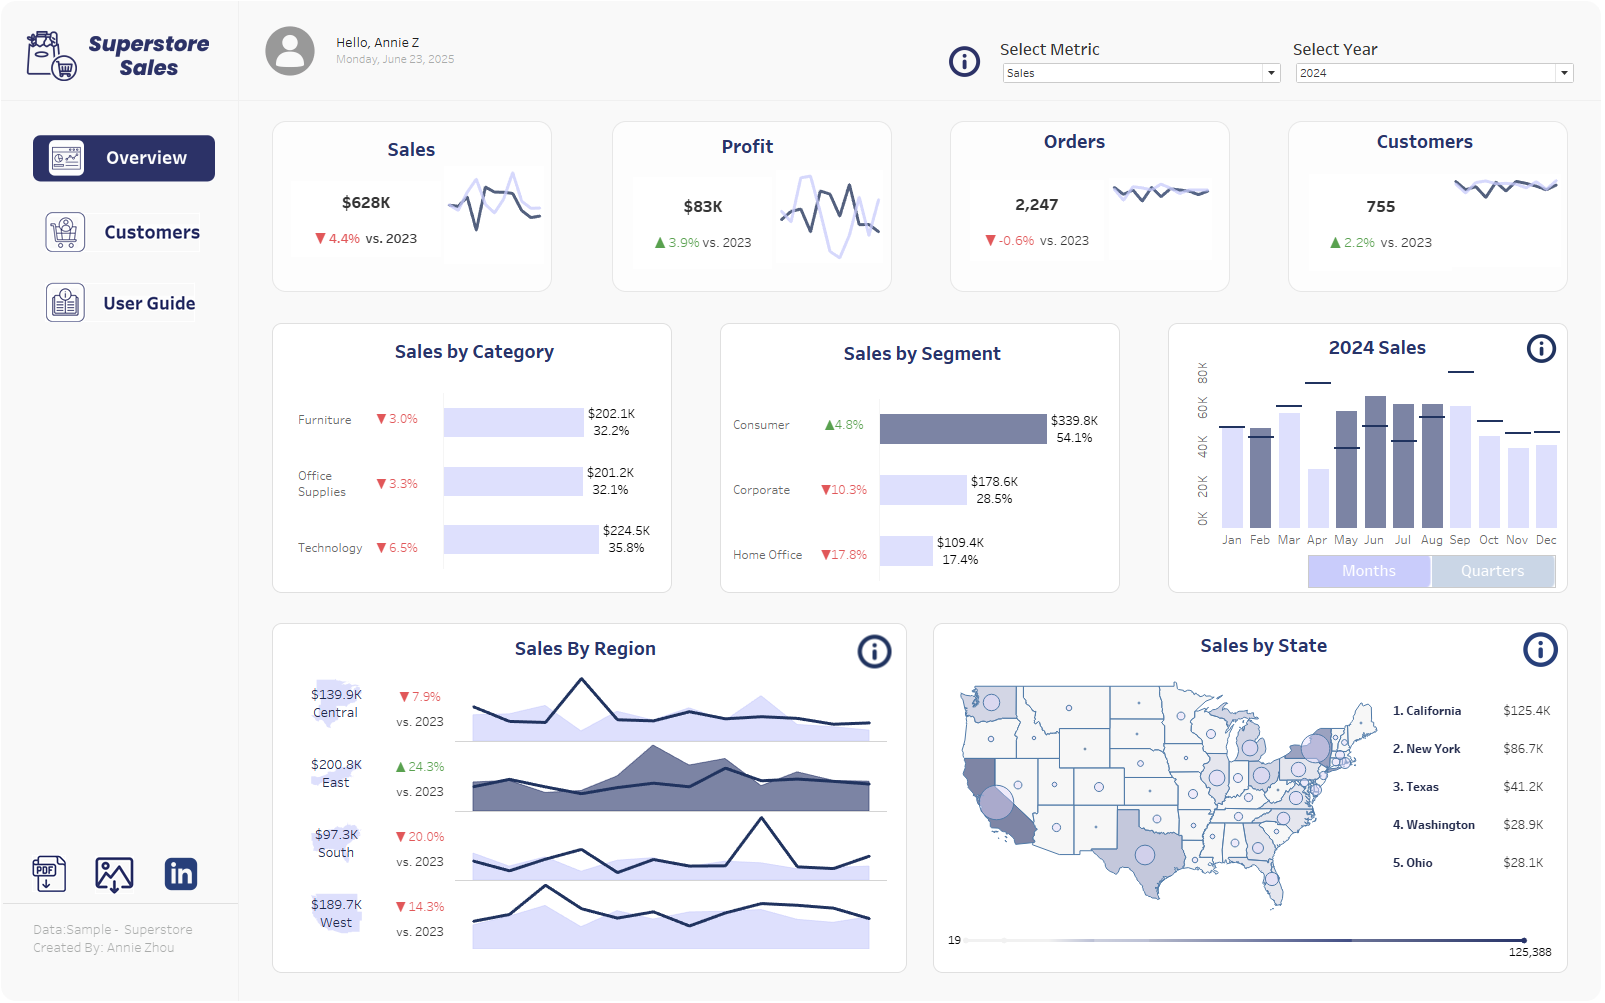 Superstore
Sales
Hello, Annie Z
Monday, June 23, 2025
Select Metric
Sales
Select Year
2024
Overview
Customers
User Guide
PDF
in
Data:Sample - Superstore
Created By: Annie Zhou
Sales
$628K
▼ 4.4% vs. 2023
Profit
$83K
▲ 3.9% vs. 2023
Orders
2,247
▼ -0.6% vs. 2023
Customers
755
▲ 2.2% vs. 2023
Sales by Category
Furniture ▼ 3.0% $202.1K
32.2%
Office
Supplies ▼ 3.3% $201.2K
32.1%
Technology ▼ 6.5% $224.5K
35.8%
Sales by Segment
Consumer ▲4.8% $339.8K
54.1%
Corporate ▼10.3% $178.6K
28.5%
Home Office ▼17.8% $109.4K
17.4%
2024 Sales
80K
60K
40K
20K
0K
Jan Feb Mar Apr May Jun Jul Aug Sep Oct Nov Dec
Months Quarters
Sales By Region
$139.9K
Central
▼ 7.9%
vs. 2023
$200.8K
East
▲ 24.3%
vs. 2023
$97.3K
South
▼ 20.0%
vs. 2023
$189.7K
West
▼ 14.3%
vs. 2023
Sales by State
1. California $125.4K
2. New York $86.7K
3. Texas $41.2K
4. Washington $28.9K
5. Ohio $28.1K
19
125,388